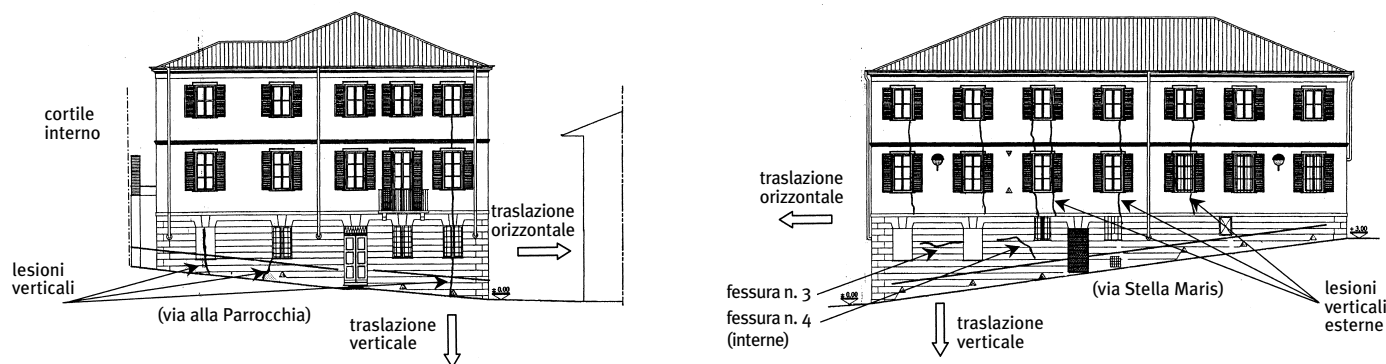 cortile
interno
traslazione
orizzontale
lesioni
verticali
(via alla Parrocchia)
± 0.00
traslazione
verticale
traslazione
orizzontale
+ 3.00
fessura n. 3
± 0.00
(via Stella Maris)
lesioni
verticali
esterne
fessura n. 4
(interne)
traslazione
verticale